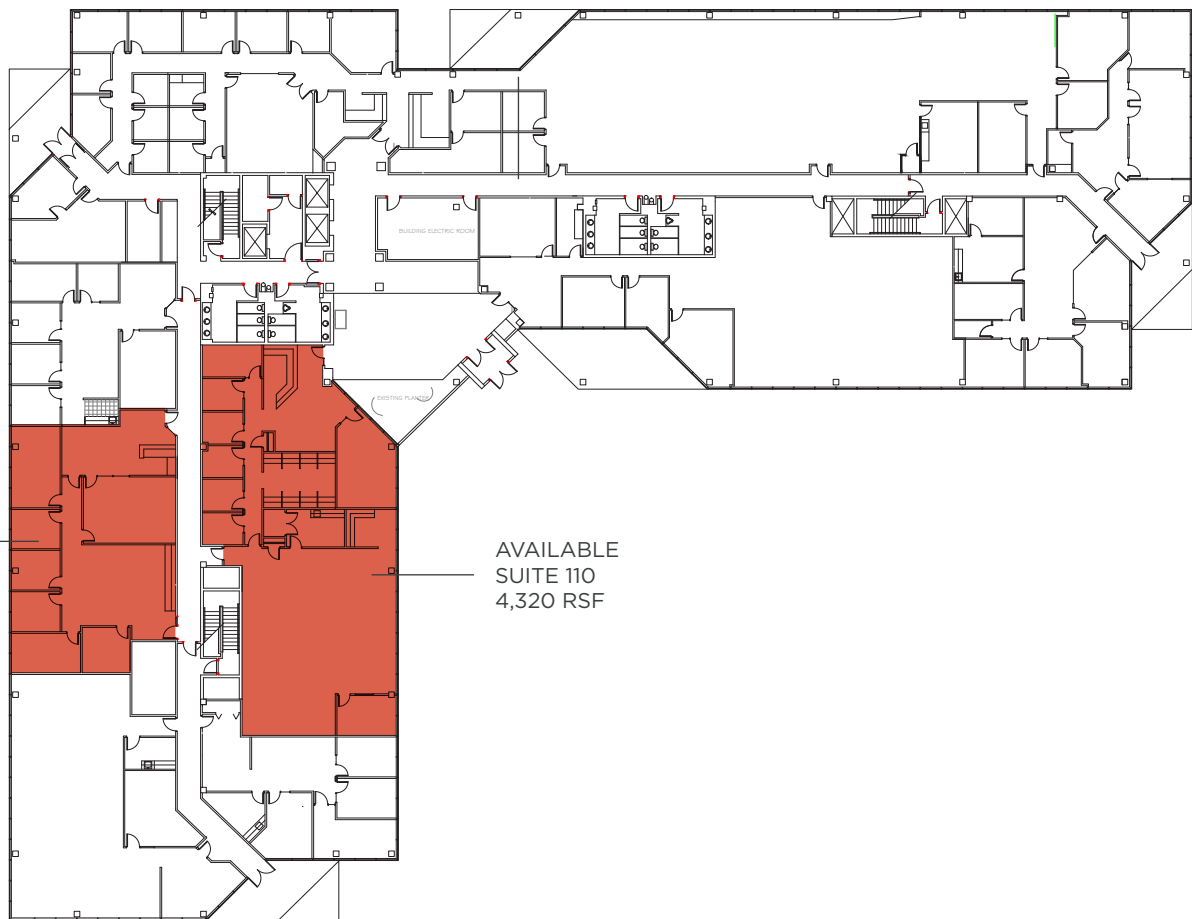 BUILDING ELECTRIC ROOM
EXISTING PLANTER
AVAILABLE
SUITE 110
4,320 RSF